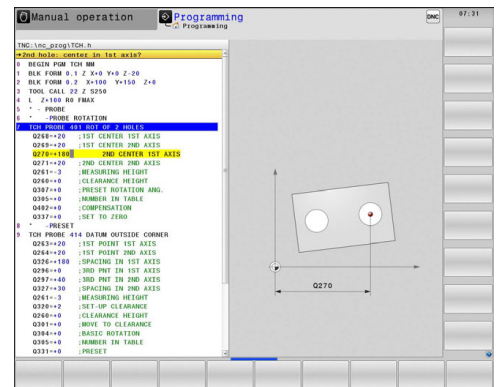 Manual operation
Programming
Programming
DNC
07:31
TNC:\nc_prog\TCH.h
→2nd hole: center in 1st axis?
0 BEGIN PGM TCH MM
1 BLK FORM 0.1 Z X+0 Y+0 Z-20
2 BLK FORM 0.2 X+100 Y+150 Z+0
3 TOOL CALL 22 Z S250
4 L Z+100 R0 FMAX
5 * - PROBE
6 * -PROBE ROTATION
7 TCH PROBE 401 ROT OF 2 HOLES
Q268=+20 ;1ST CENTER 1ST AXIS
Q269=+20 ;1ST CENTER 2ND AXIS
Q270=+180 2ND CENTER 1ST AXIS
Q271=+20 ;2ND CENTER 2ND AXIS
Q261=-3 ;MEASURING HEIGHT
Q260=+0 ;CLEARANCE HEIGHT
Q307=+0 ;PRESET ROTATION ANG.
Q305=+0 ;NUMBER IN TABLE
Q402=+0 ;COMPENSATION
Q337=+0 ;SET TO ZERO
8 * -PRESET
9 TCH PROBE 414 DATUM OUTSIDE CORNER
Q263=+20 ;1ST POINT 1ST AXIS
Q264=+20 ;1ST POINT 2ND AXIS
Q326=+180 ;SPACING IN 1ST AXIS
Q296=+0 ;3RD PNT IN 1ST AXIS
Q297=+40 ;3RD PNT IN 2ND AXIS
Q327=+30 ;SPACING IN 2ND AXIS
Q261=-3 ;MEASURING HEIGHT
Q320=+2 ;SET-UP CLEARANCE
Q260=+0 ;CLEARANCE HEIGHT
Q301=+0 ;MOVE TO CLEARANCE
Q304=+0 ;BASIC ROTATION
Q305=+0 ;NUMBER IN TABLE
Q331=+0 ;PRESET
Q270